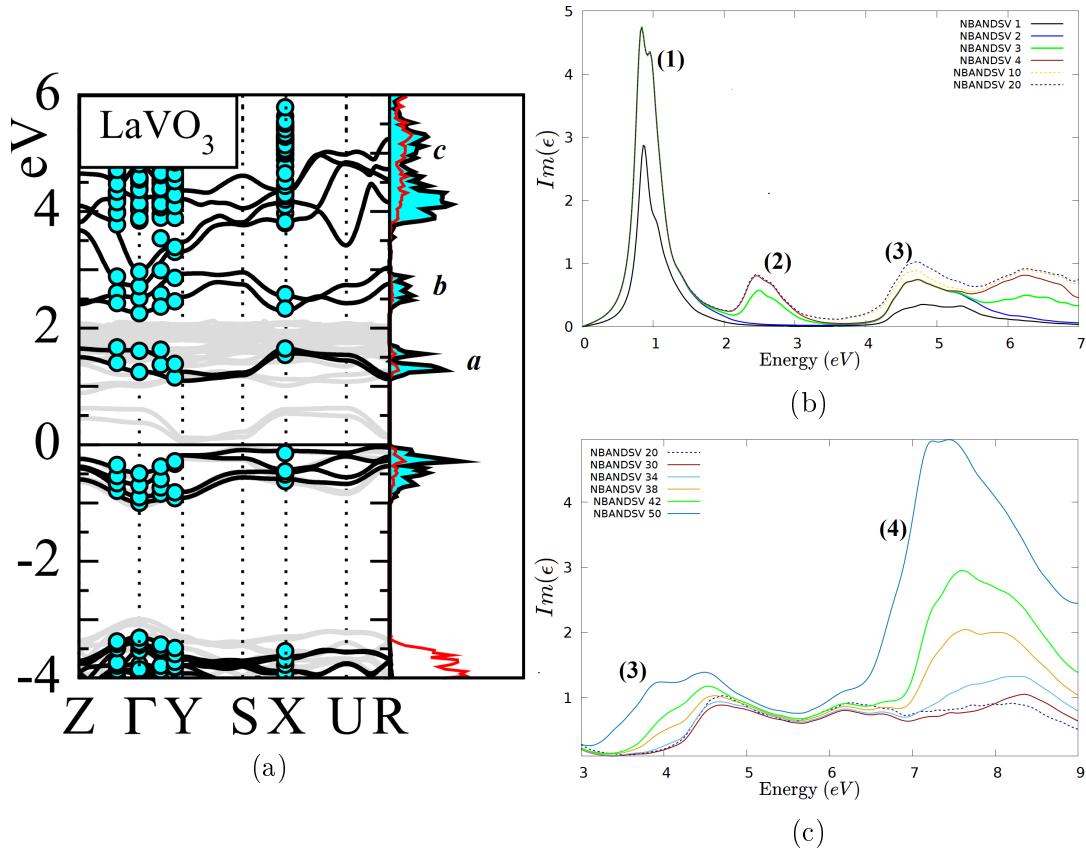 eV
6
4
2
0
-2
-4
LaVO3
c
b
a
Z Γ Y S X U R
(a)
Im(ϵ)
5
4
3
2
1
0
NBANDSV 1
NBANDSV 2
NBANDSV 3
NBANDSV 4
NBANDSV 10
NBANDSV 20
(1)
(2)
(3)
0 1 2 3 4 5 6 7
Energy (eV)
(b)
Im(ϵ)
4
3
2
1
NBANDSV 20
NBANDSV 30
NBANDSV 34
NBANDSV 38
NBANDSV 42
NBANDSV 50
(4)
(3)
3 4 5 6 7 8 9
Energy (eV)
(c)